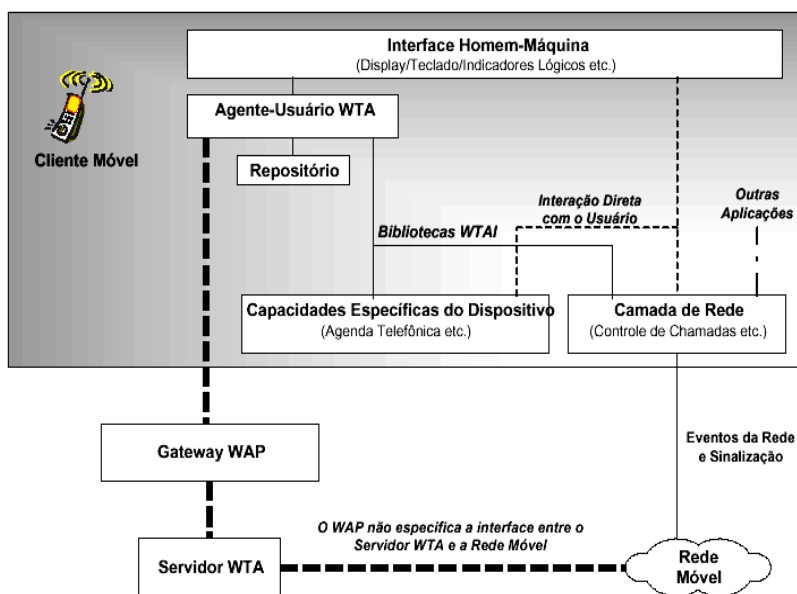 Interface Homem-Máquina
(Display/Teclado/Indicadores Lógicos etc.)
Agente-Usuário WTA
Cliente Móvel
Repositório
Interação Direta
com o Usuário
Outras
Aplicações
Bibliotecas WTAI
Capacidades Específicas do Dispositivo
(Agenda Telefônica etc.)
Camada de Rede
(Controle de Chamadas etc.)
Gateway WAP
Eventos da Rede
e Sinalização
O WAP não especifica a interface entre o
Servidor WTA e a Rede Móvel
Servidor WTA
Rede
Móvel